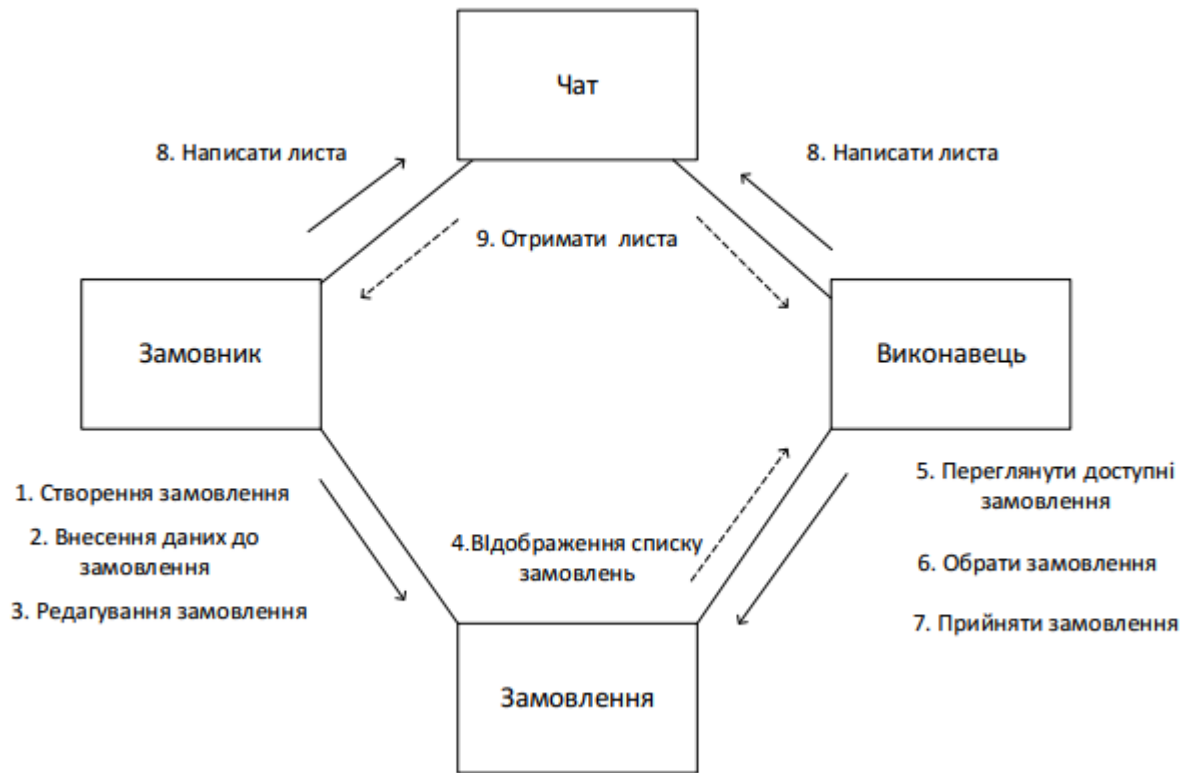 Чат
8. Написати листа
8. Написати листа
9. Отримати листа
Замовник
Виконавець
1. Створення замовлення
2. Внесення даних до
замовлення
3. Редагування замовлення
4.ВІдображення списку
замовлень
5. Переглянути доступні
замовлення
6. Обрати замовлення
7. Прийняти замовлення
Замовлення